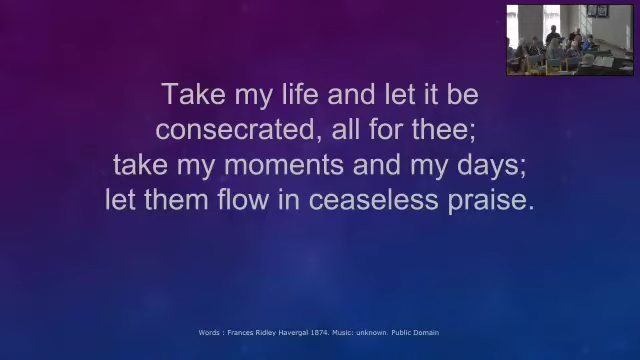 Take my life and let it be
consecrated, all for thee;
take my moments and my days;
let them flow in ceaseless praise.
Words : Frances Ridley Havergal 1874. Music: unknown. Public Domain